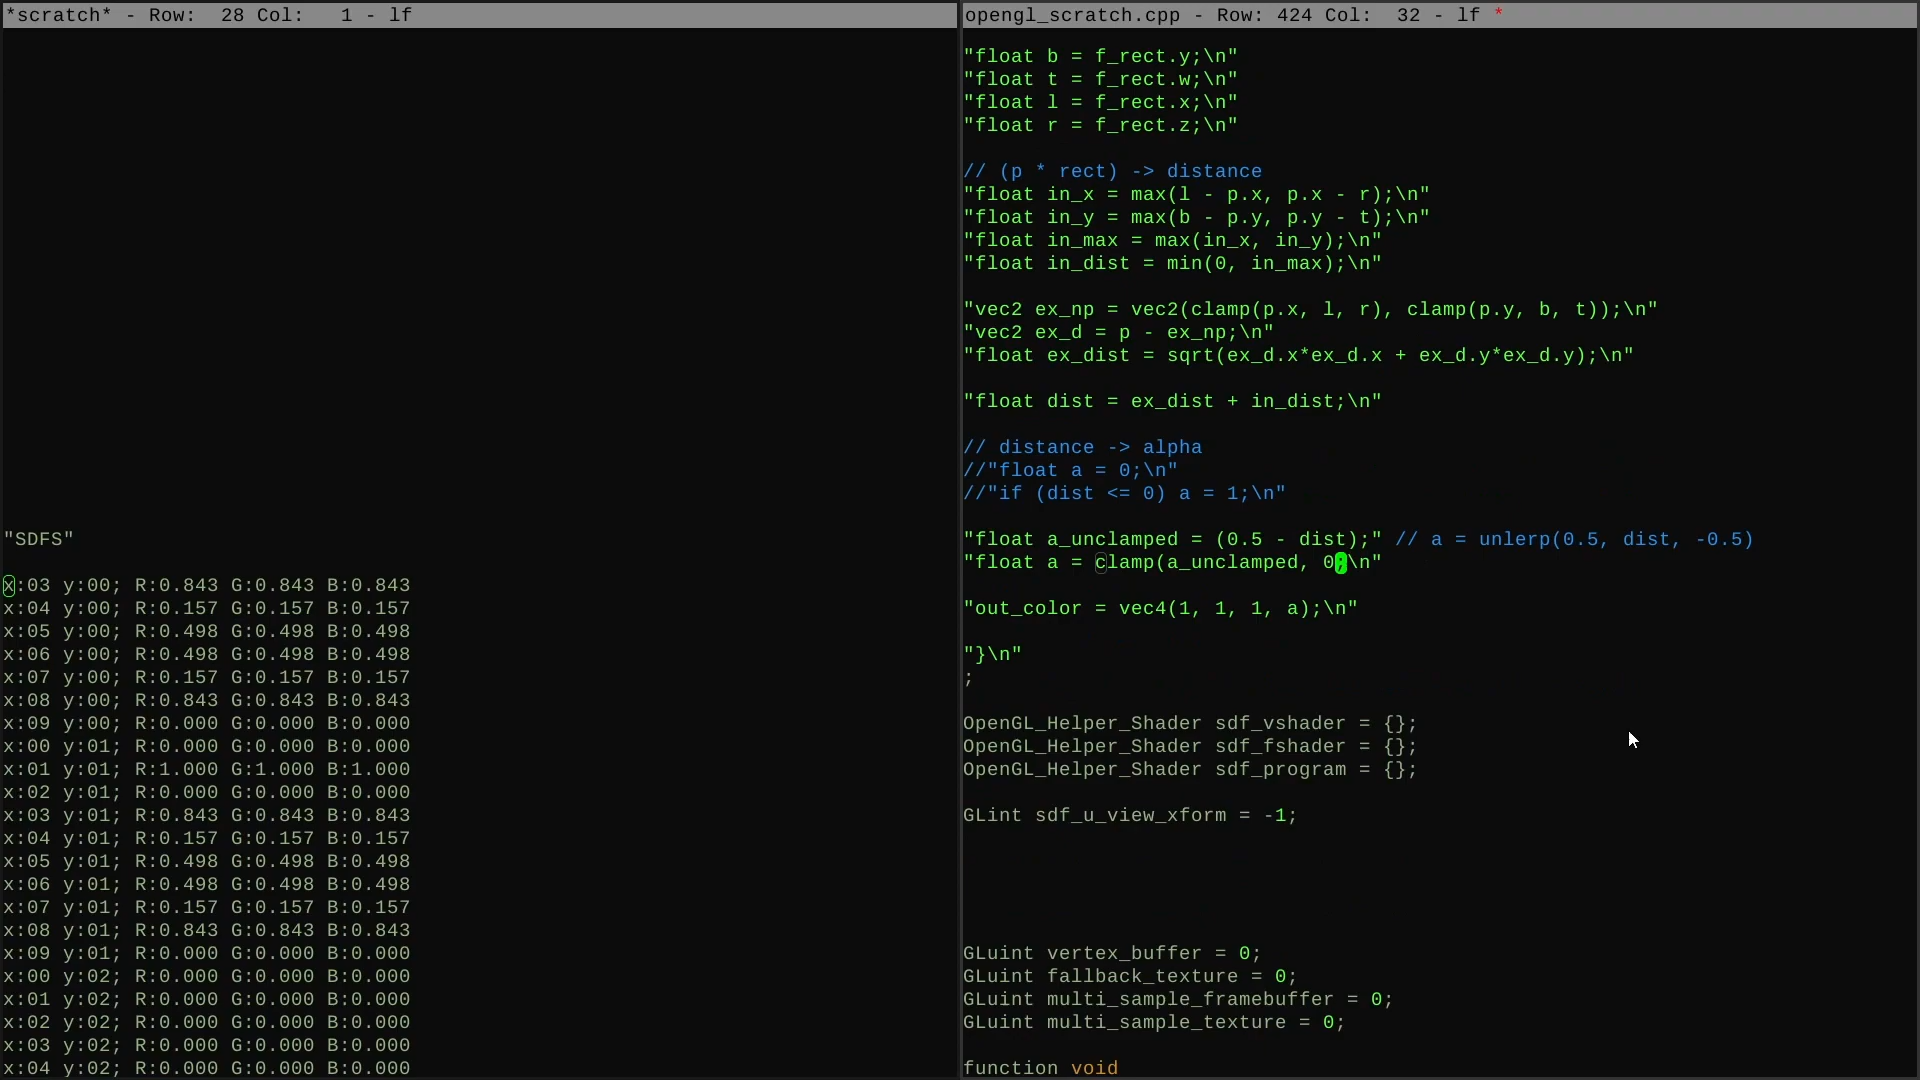 *scratch* - Row:  28 Col:   1 - lf
"SDFS"
x:03 y:00; R:0.843 G:0.843 B:0.843
x:04 y:00; R:0.157 G:0.157 B:0.157
x:05 y:00; R:0.498 G:0.498 B:0.498
x:06 y:00; R:0.498 G:0.498 B:0.498
x:07 y:00; R:0.157 G:0.157 B:0.157
x:08 y:00; R:0.843 G:0.843 B:0.843
x:09 y:00; R:0.000 G:0.000 B:0.000
x:00 y:01; R:0.000 G:0.000 B:0.000
x:01 y:01; R:1.000 G:1.000 B:1.000
x:02 y:01; R:0.000 G:0.000 B:0.000
x:03 y:01; R:0.843 G:0.843 B:0.843
x:04 y:01; R:0.157 G:0.157 B:0.157
x:05 y:01; R:0.498 G:0.498 B:0.498
x:06 y:01; R:0.498 G:0.498 B:0.498
x:07 y:01; R:0.157 G:0.157 B:0.157
x:08 y:01; R:0.843 G:0.843 B:0.843
x:09 y:01; R:0.000 G:0.000 B:0.000
x:00 y:02; R:0.000 G:0.000 B:0.000
x:01 y:02; R:0.000 G:0.000 B:0.000
x:02 y:02; R:0.000 G:0.000 B:0.000
x:03 y:02; R:0.000 G:0.000 B:0.000
x:04 y:02; R:0.000 G:0.000 B:0.000
opengl_scratch.cpp - Row: 424 Col:  32 - lf *
"float b = f_rect.y;\n"
"float t = f_rect.w;\n"
"float l = f_rect.x;\n"
"float r = f_rect.z;\n"
// (p * rect) -> distance
"float in_x = max(l - p.x, p.x - r);\n"
"float in_y = max(b - p.y, p.y - t);\n"
"float in_max = max(in_x, in_y);\n"
"float in_dist = min(0, in_max);\n"
"vec2 ex_np = vec2(clamp(p.x, l, r), clamp(p.y, b, t));\n"
"vec2 ex_d = p - ex_np;\n"
"float ex_dist = sqrt(ex_d.x*ex_d.x + ex_d.y*ex_d.y);\n"
"float dist = ex_dist + in_dist;\n"
// distance -> alpha
//"float a = 0;\n"
//"if (dist <= 0) a = 1;\n"
"float a_unclamped = (0.5 - dist);" // a = unlerp(0.5, dist, -0.5)
"float a = clamp(a_unclamped, 0;\n"
"out_color = vec4(1, 1, 1, a);\n"
"}\n"
;
OpenGL_Helper_Shader sdf_vshader = {};
OpenGL_Helper_Shader sdf_fshader = {};
OpenGL_Helper_Shader sdf_program = {};
GLint sdf_u_view_xform = -1;
GLuint vertex_buffer = 0;
GLuint fallback_texture = 0;
GLuint multi_sample_framebuffer = 0;
GLuint multi_sample_texture = 0;
function void